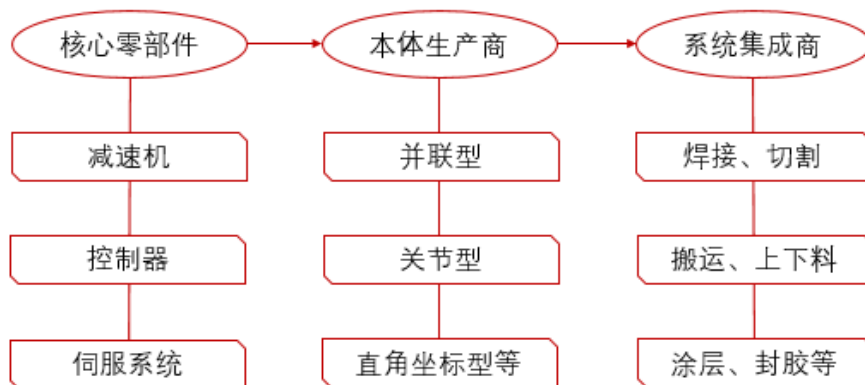 核心零部件
本体生产商
系统集成商
减速机
并联型
焊接、切割
控制器
关节型
搬运、上下料
伺服系统
直角坐标型等
涂层、封胶等